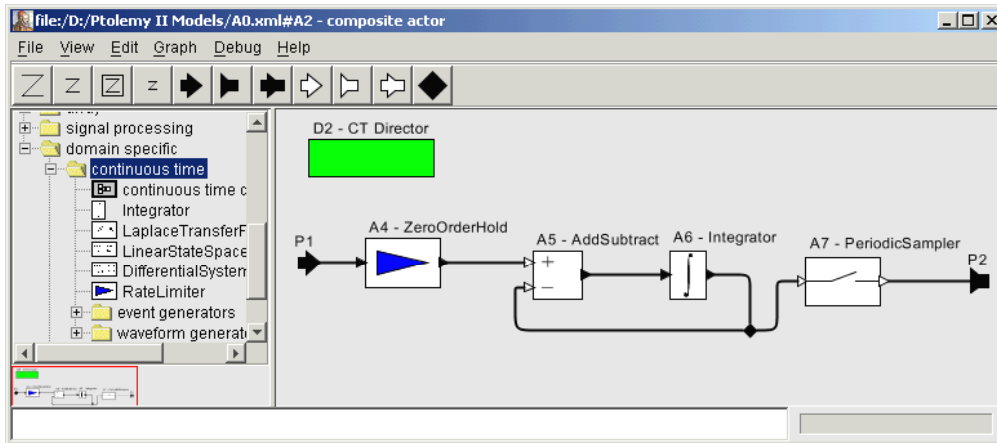 file:/D:/Ptolemy II Models/A0.xml#A2 - composite actor
File View Edit Graph Debug Help
signal processing
domain specific
continuous time
continuous time c
Integrator
LaplaceTransferF
LinearStateSpace
DifferentialSystem
RateLimiter
event generators
waveform generat
D2 - CT Director
P1
A4 - ZeroOrderHold
A5 - AddSubtract
+
−
A6 - Integrator
∫
A7 - PeriodicSampler
P2